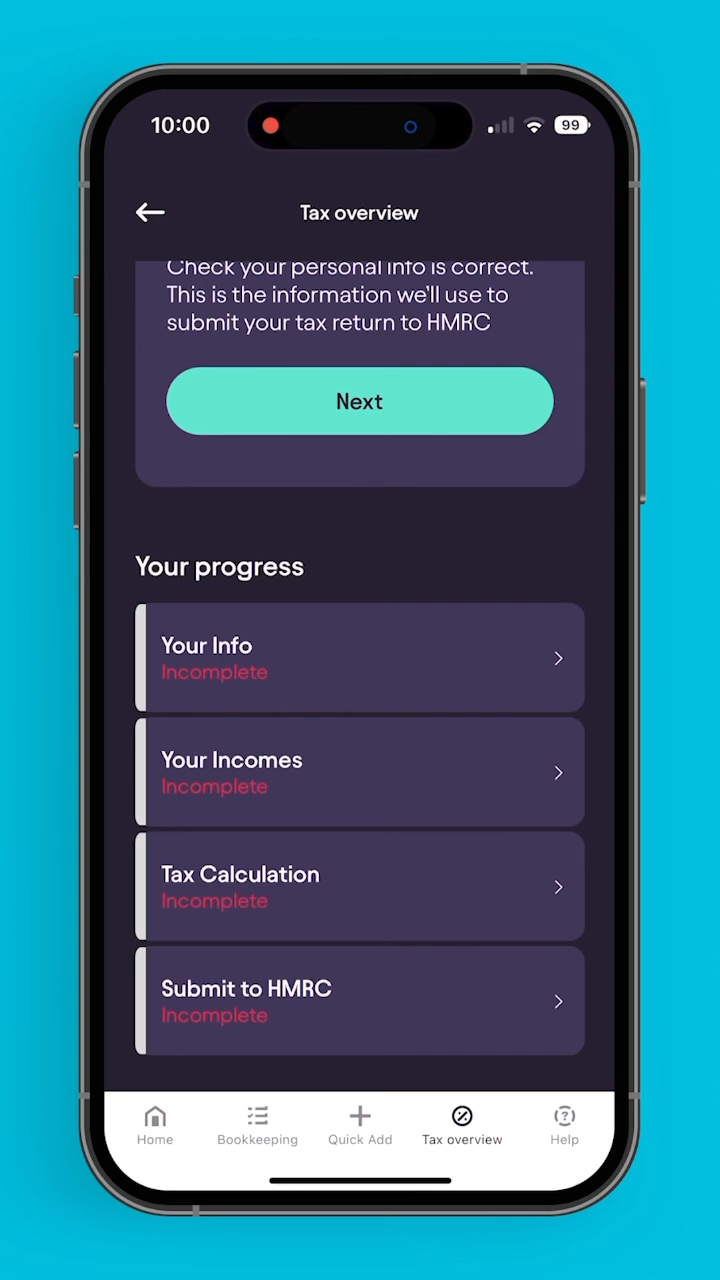 10:00
99
Tax overview
Check your personal info is correct.
This is the information we'll use to
submit your tax return to HMRC
Next
Your progress
Your Info
Incomplete
Your Incomes
Incomplete
Tax Calculation
Incomplete
Submit to HMRC
Incomplete
Home
Bookkeeping
Quick Add
Tax overview
Help